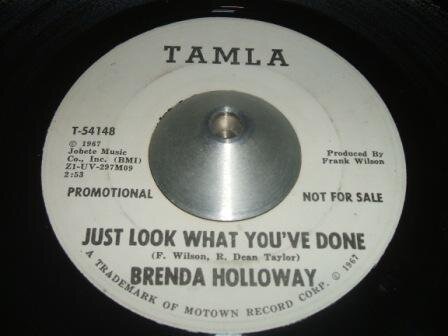 TAMLA
T-54148
℗ 1967
Jobete Music
Co., Inc. (BMI)
Z1-UV-297M09
2:53
Produced By
Frank Wilson
PROMOTIONAL
NOT FOR SALE
JUST LOOK WHAT YOU'VE DONE
(F. Wilson, R. Dean Taylor)
BRENDA HOLLOWAY
A TRADEMARK OF MOTOWN RECORD CORP. © 1967